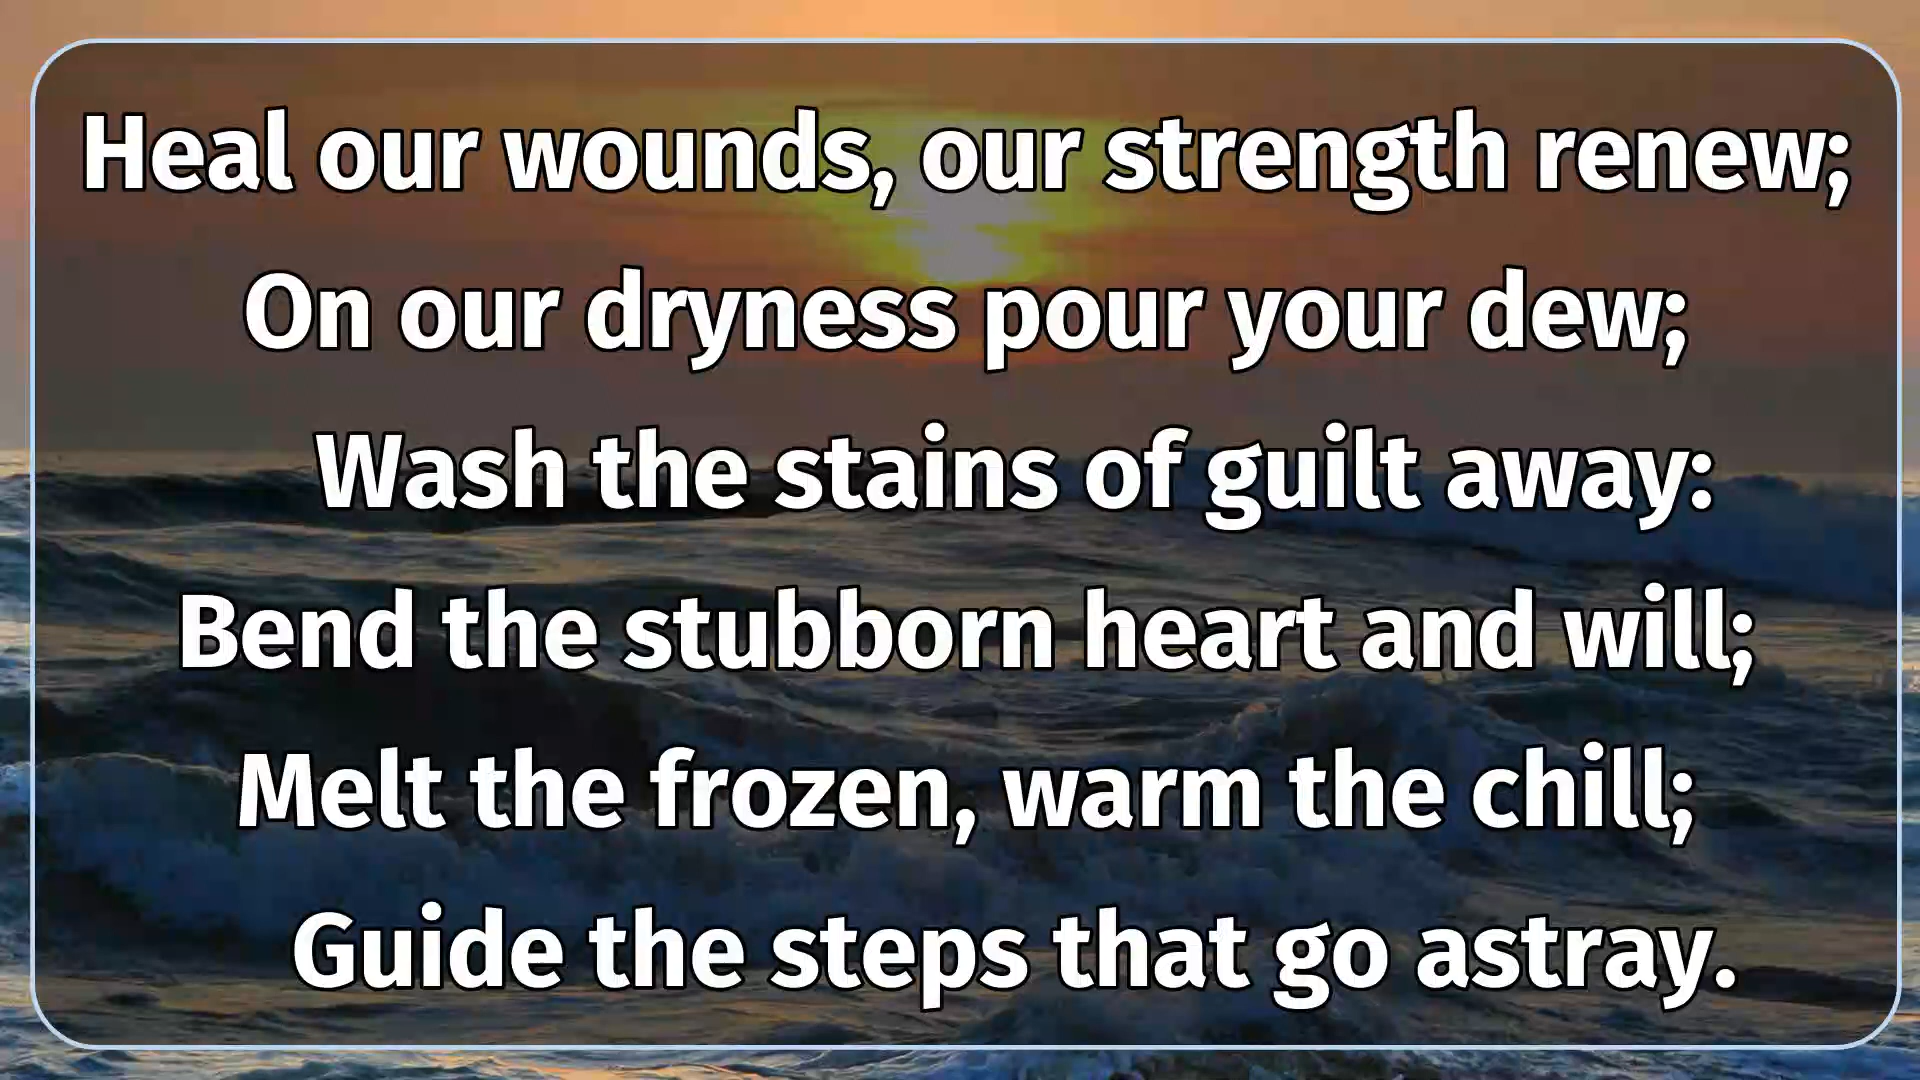 Heal our wounds, our strength renew;
On our dryness pour your dew;
Wash the stains of guilt away:
Bend the stubborn heart and will;
Melt the frozen, warm the chill;
Guide the steps that go astray.